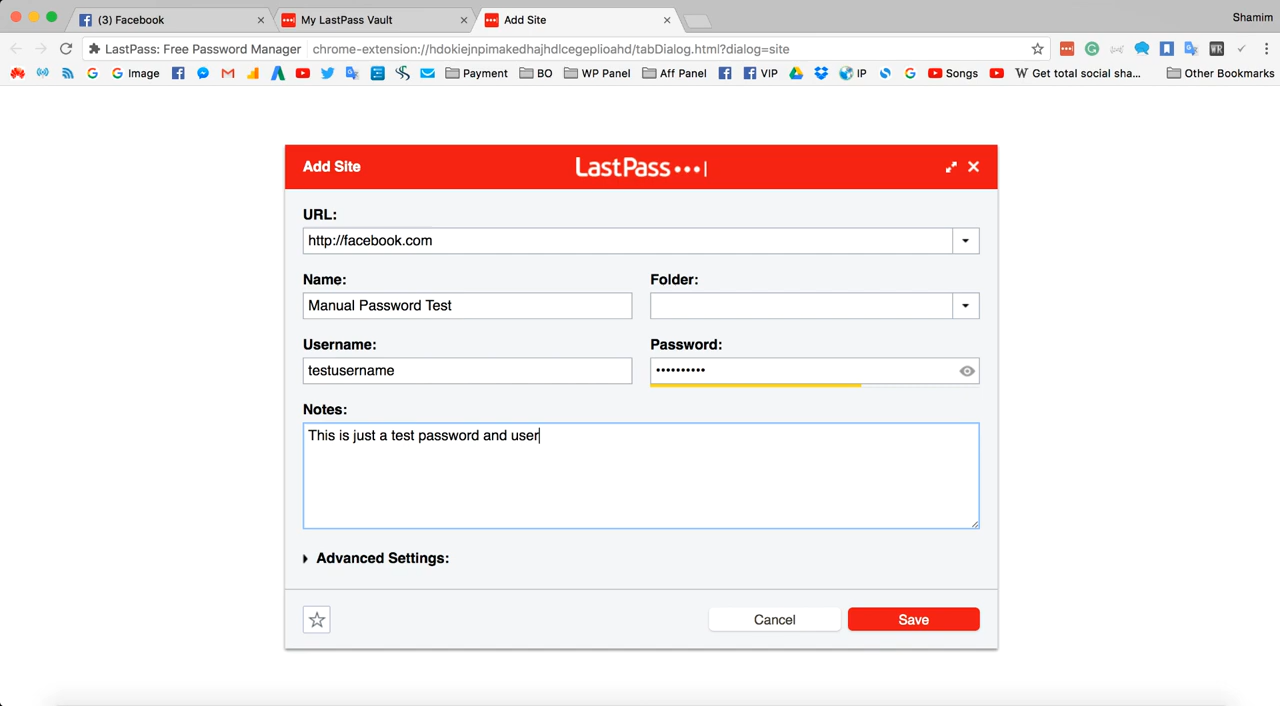 (3) Facebook
My LastPass Vault
Add Site
Shamim
LastPass: Free Password Manager
chrome-extension://hdokiejnpimakedhajhdlcegeplioahd/tabDialog.html?dialog=site
Image
Payment
BO
WP Panel
Aff Panel
VIP
IP
Songs
W Get total social sha...
Other Bookmarks
Add Site
LastPass
URL:
http://facebook.com
Name:
Folder:
Manual Password Test
Username:
Password:
testusername
••••••••••
Notes:
This is just a test password and user
Advanced Settings:
Cancel
Save